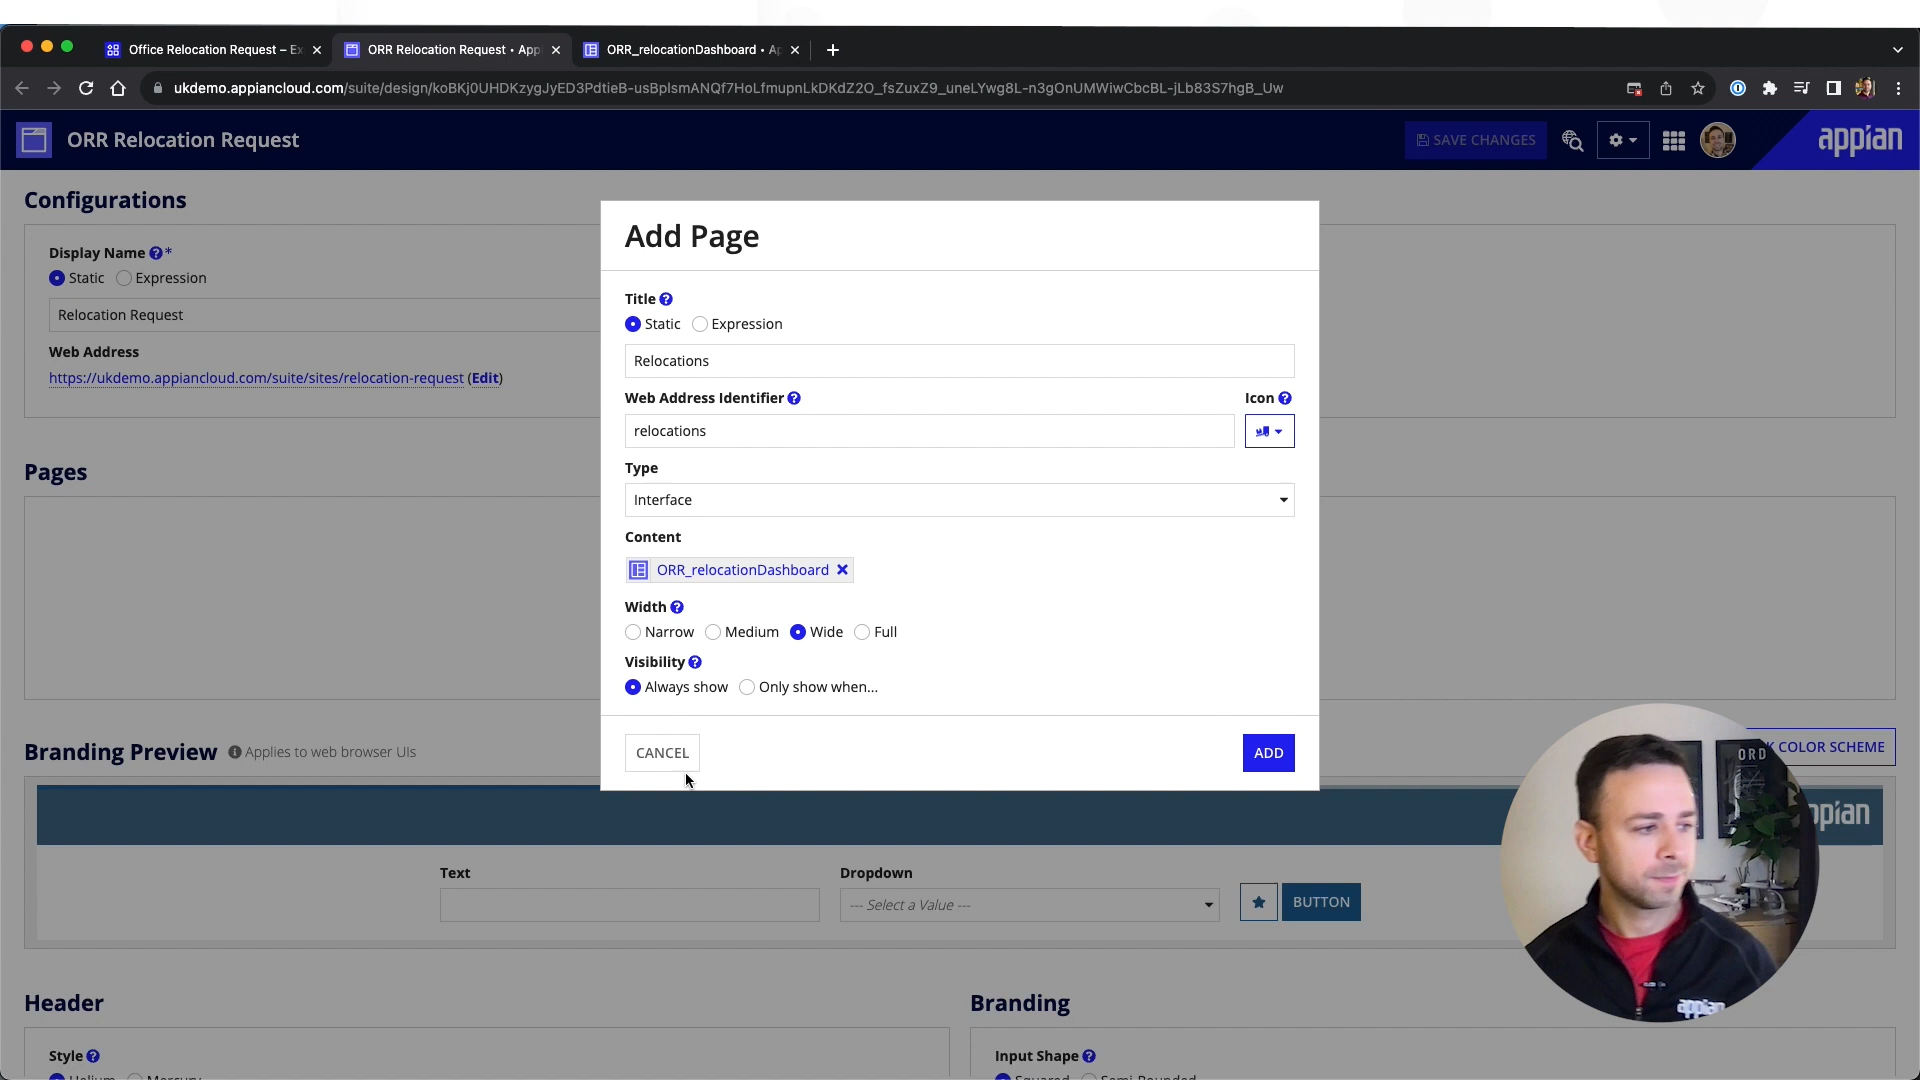 Office Relocation Request – Ex
ORR Relocation Request • App
ORR_relocationDashboard • Ap
ukdemo.appiancloud.com/suite/design/koBKj0UHDKzygJyED3PdtieB-usBpIsmANQf7HoLfmupnLkDKdZ2O_fsZuxZ9_uneLYwg8L-n3gOnUMWiwCbcBL-jLb83S7hgB_Uw
ORR Relocation Request
SAVE CHANGES
appian
Configurations
Display Name ?*
Static Expression
Relocation Request
Web Address
https://ukdemo.appiancloud.com/suite/sites/relocation-request (Edit)
Pages
Add Page
Title ?
Static Expression
Relocations
Web Address Identifier ? Icon ?
relocations
Type
Interface
Content
ORR_relocationDashboard
Width ?
Narrow Medium Wide Full
Visibility ?
Always show Only show when...
CANCEL ADD
Branding Preview Applies to web browser UIs
COLOR SCHEME
ORD
Text Dropdown
--- Select a Value ---
BUTTON
appian
Header Branding
Style ? Input Shape ?
Helium Mercury
Squared Semi-Rounded